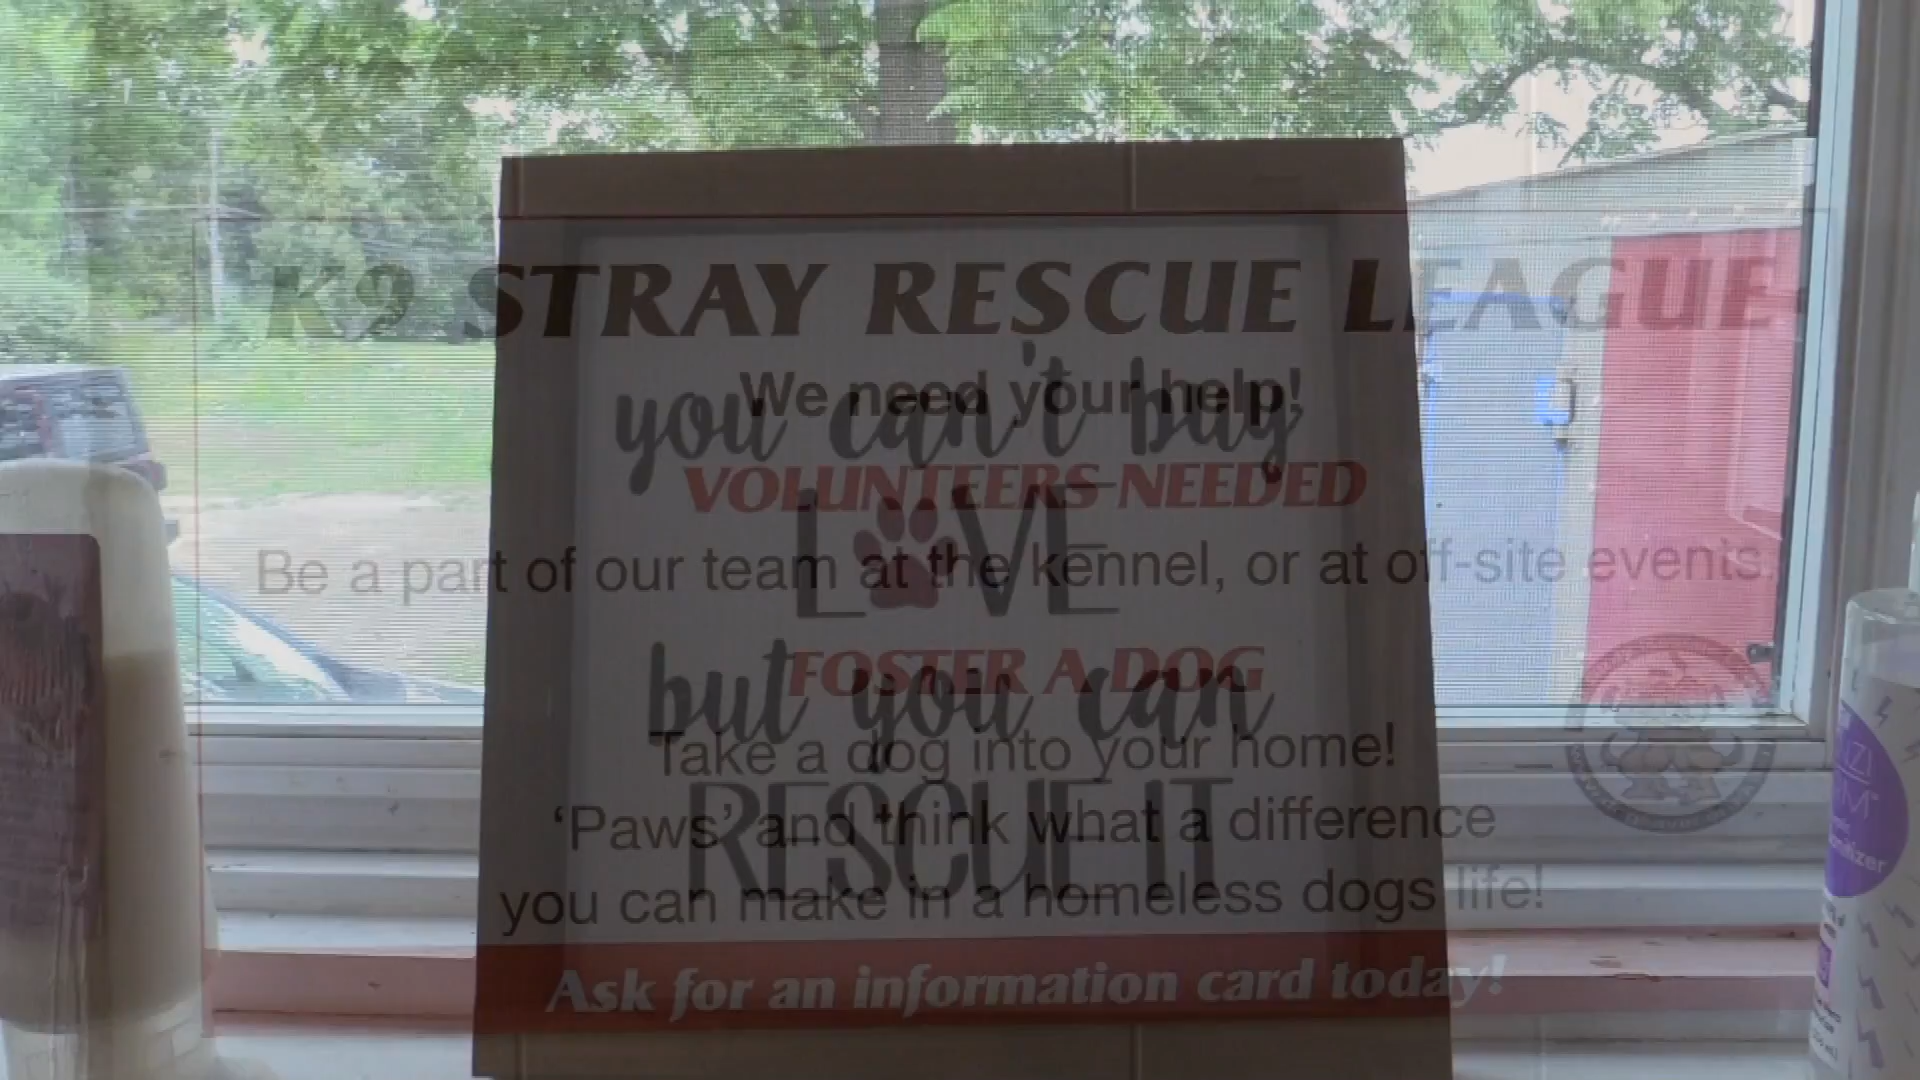 K9 STRAY RESCUE LEAGUE
We need your help!
VOLUNTEERS NEEDED
Be a part of our team at the kennel, or at off-site events.
FOSTER A DOG
Take a dog into your home!
‘Paws’ and think what a difference
you can make in a homeless dogs life!
Ask for an information card today!
you can't buy
LOVE
but you can
RESCUE IT